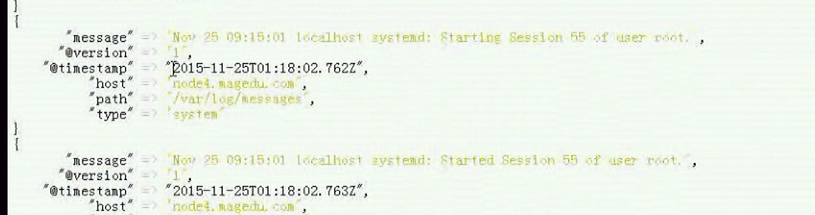 }
{
"message" => "Nov 25 09:15:01 localhost systemd: Starting Session 55 of user root.",
"@version" => "1",
"@timestamp" => "2015-11-25T01:18:02.762Z",
"host" => "node4.magedu.com",
"path" => "/var/log/messages",
"type" => "system"
}
{
"message" => "Nov 25 09:15:01 localhost systemd: Started Session 55 of user root.",
"@version" => "1",
"@timestamp" => "2015-11-25T01:18:02.763Z",
"host" => "node4.magedu.com",